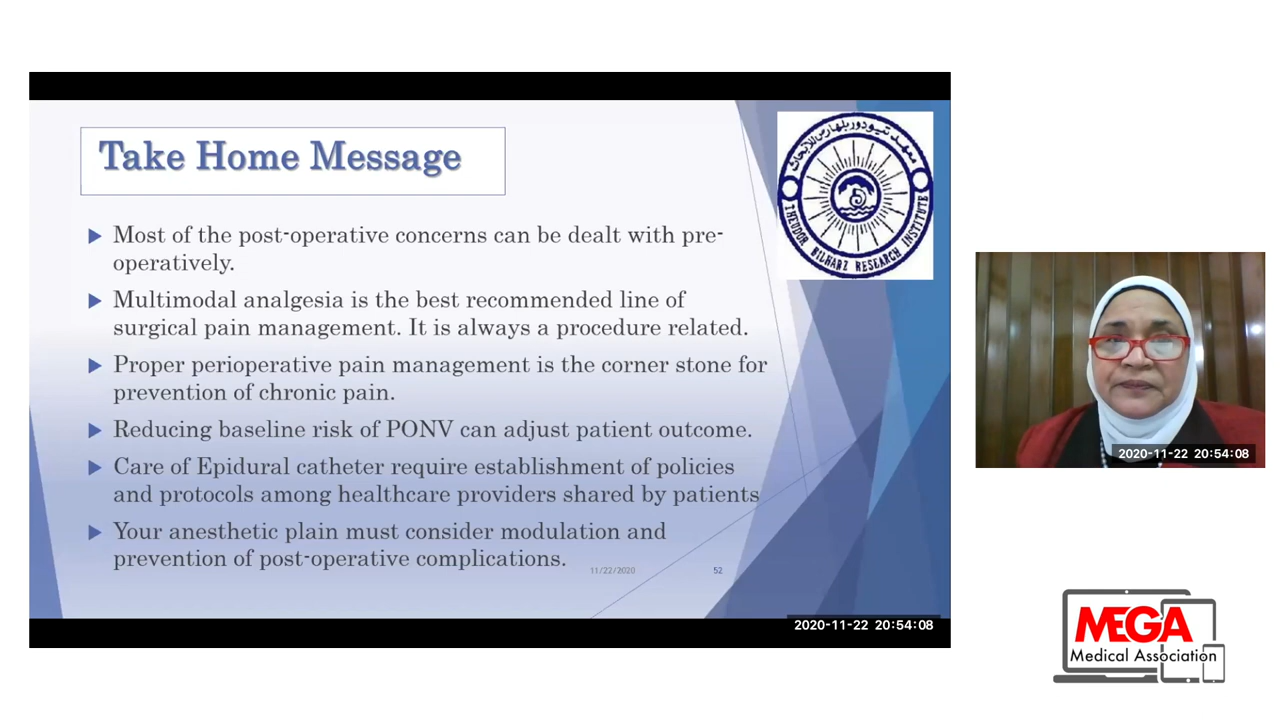 Take Home Message
Most of the post-operative concerns can be dealt with pre-
operatively.
Multimodal analgesia is the best recommended line of
surgical pain management. It is always a procedure related.
Proper perioperative pain management is the corner stone for
prevention of chronic pain.
Reducing baseline risk of PONV can adjust patient outcome.
Care of Epidural catheter require establishment of policies
and protocols among healthcare providers shared by patients
Your anesthetic plain must consider modulation and
prevention of post-operative complications.
11/22/2020
52
2020-11-22 20:54:08
معهد تيودور بلهارس للأبحاث
THEUDOR BILHARZ RESEARCH INSTITUTE
2020-11-22 20:54:08
MEGA
Medical Association